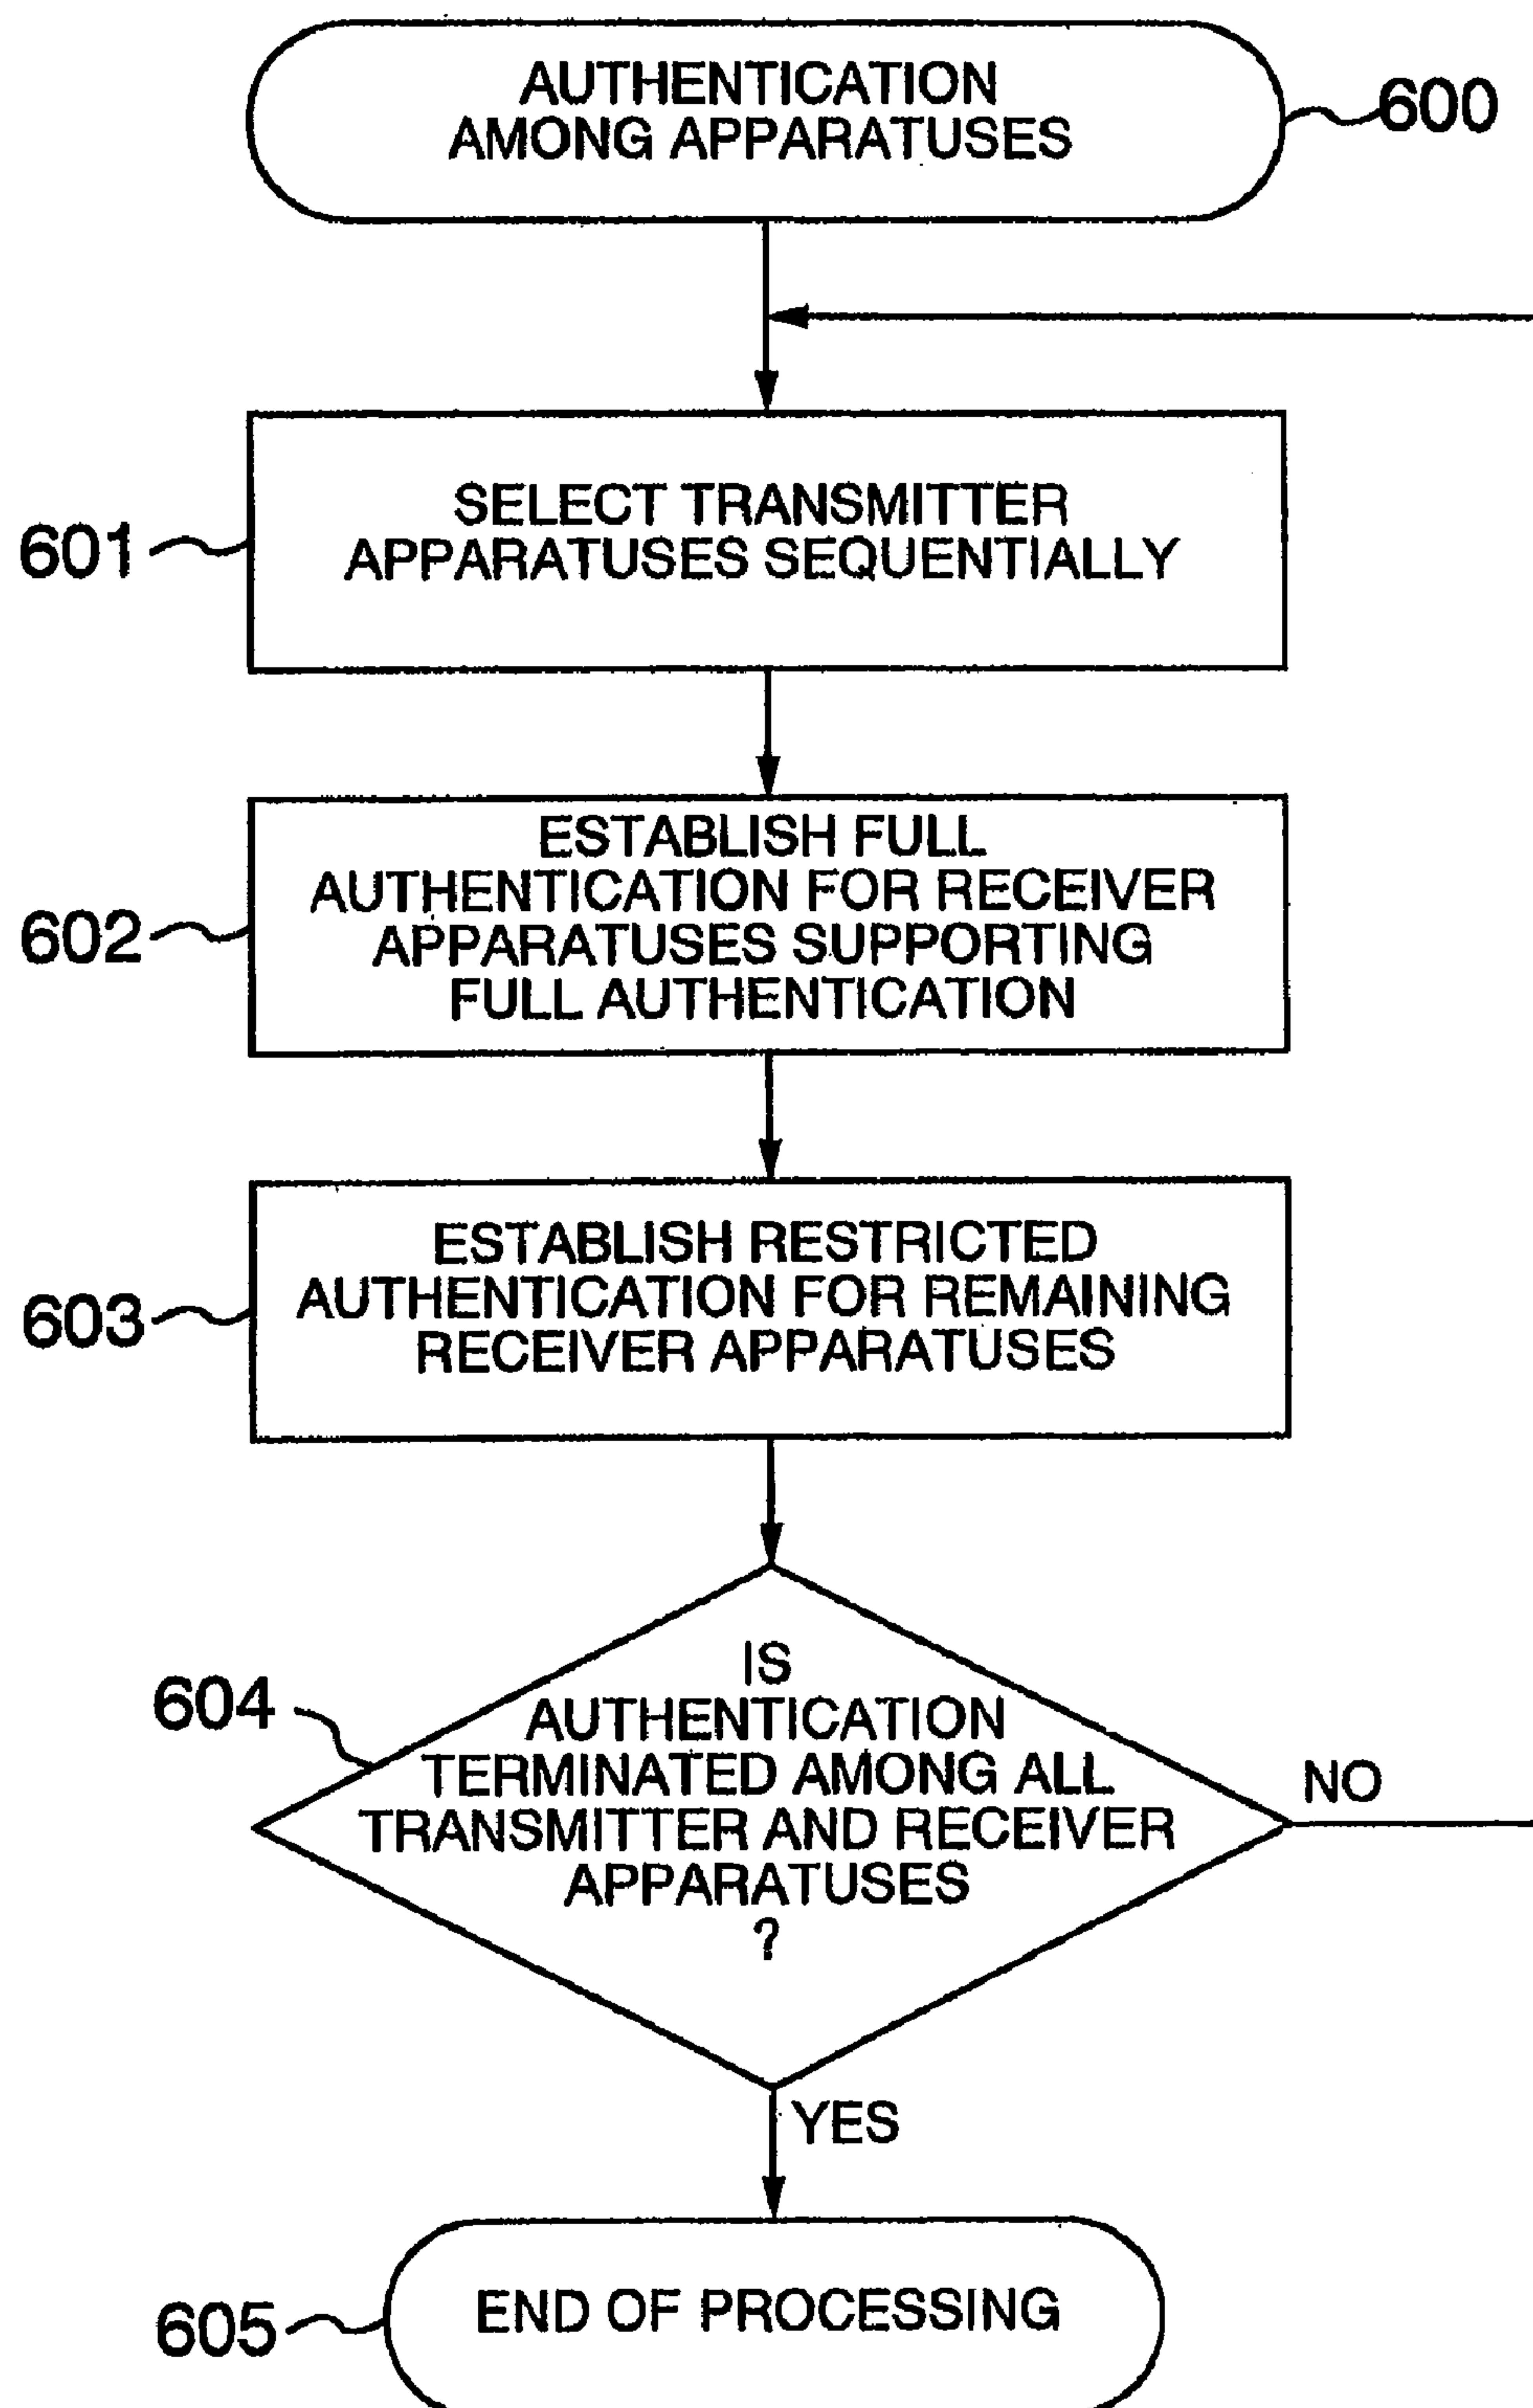 AUTHENTICATION
AMONG APPARATUSES
600
SELECT TRANSMITTER
APPARATUSES SEQUENTIALLY
601
ESTABLISH FULL
AUTHENTICATION FOR RECEIVER
APPARATUSES SUPPORTING
FULL AUTHENTICATION
602
ESTABLISH RESTRICTED
AUTHENTICATION FOR REMAINING
RECEIVER APPARATUSES
603
604
IS
AUTHENTICATION
TERMINATED AMONG ALL
TRANSMITTER AND RECEIVER
APPARATUSES
?
NO
YES
END OF PROCESSING
605